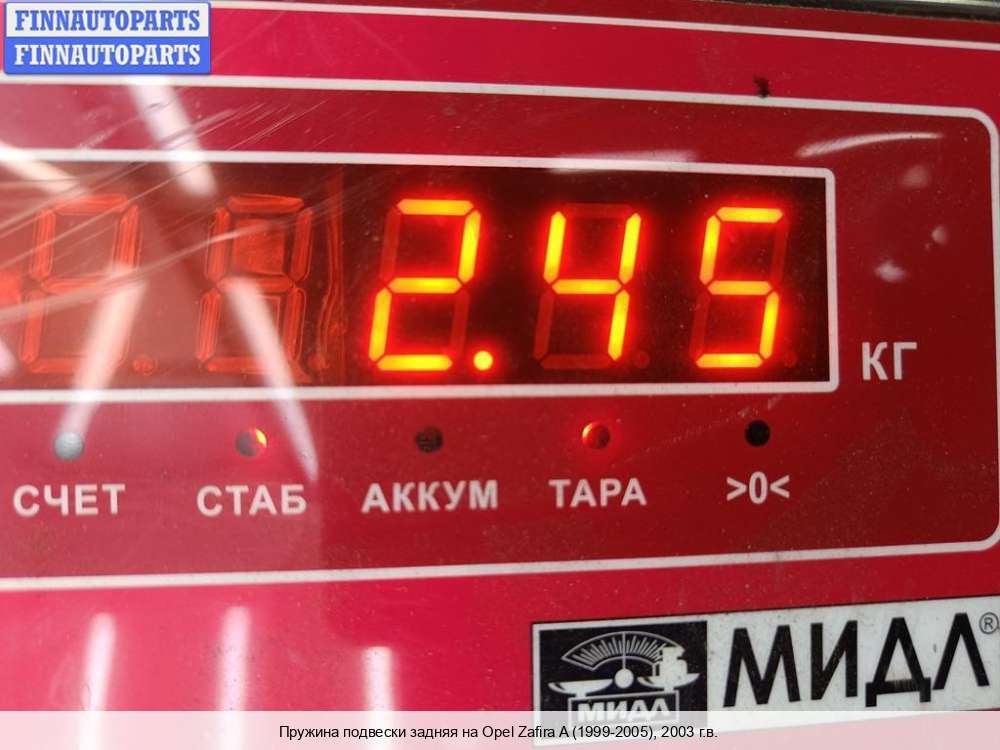 FINNAUTOPARTS
FINNAUTOPARTS
2.45
КГ
СЧЕТ СТАБ АККУМ ТАРА >0<
МИДЛ®
МИДЛ
Пружина подвески задняя на Opel Zafira A (1999-2005), 2003 г.в.